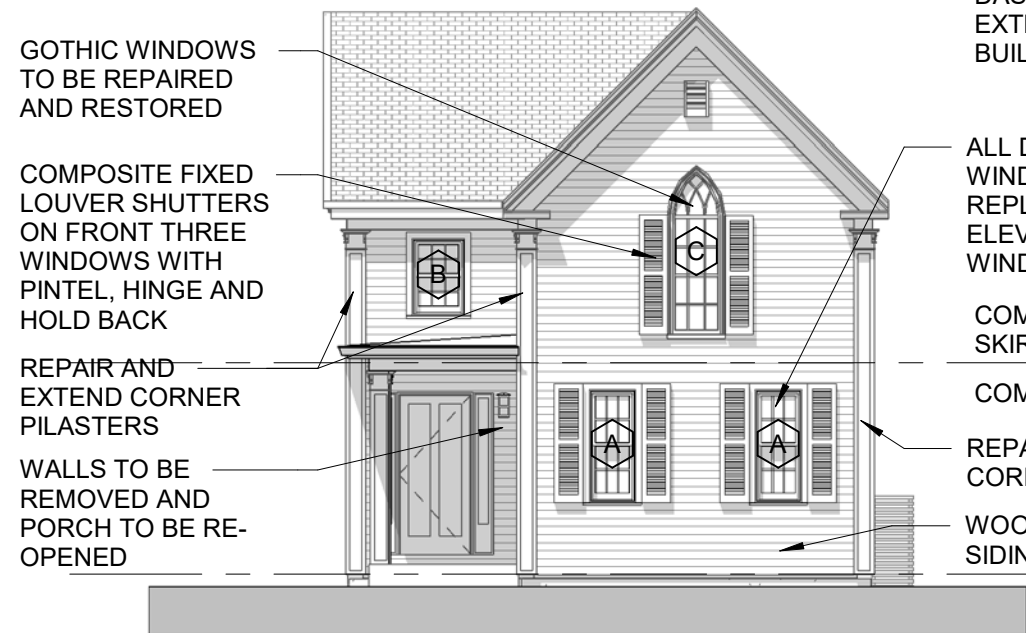 GOTHIC WINDOWS
TO BE REPAIRED
AND RESTORED
COMPOSITE FIXED
LOUVER SHUTTERS
ON FRONT THREE
WINDOWS WITH
PINTEL, HINGE AND
HOLD BACK
REPAIR AND
EXTEND CORNER
PILASTERS
WALLS TO BE
REMOVED AND
PORCH TO BE RE-
OPENED
B
C
A
A
ALL